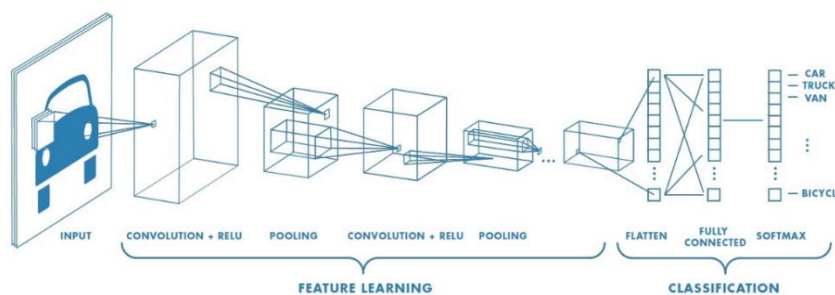 CAR
TRUCK
VAN
BICYCL
INPUT
CONVOLUTION + RELU
POOLING
CONVOLUTION + RELU
POOLING
FLATTEN
FULLY
CONNECTED
SOFTMAX
FEATURE LEARNING
CLASSIFICATION